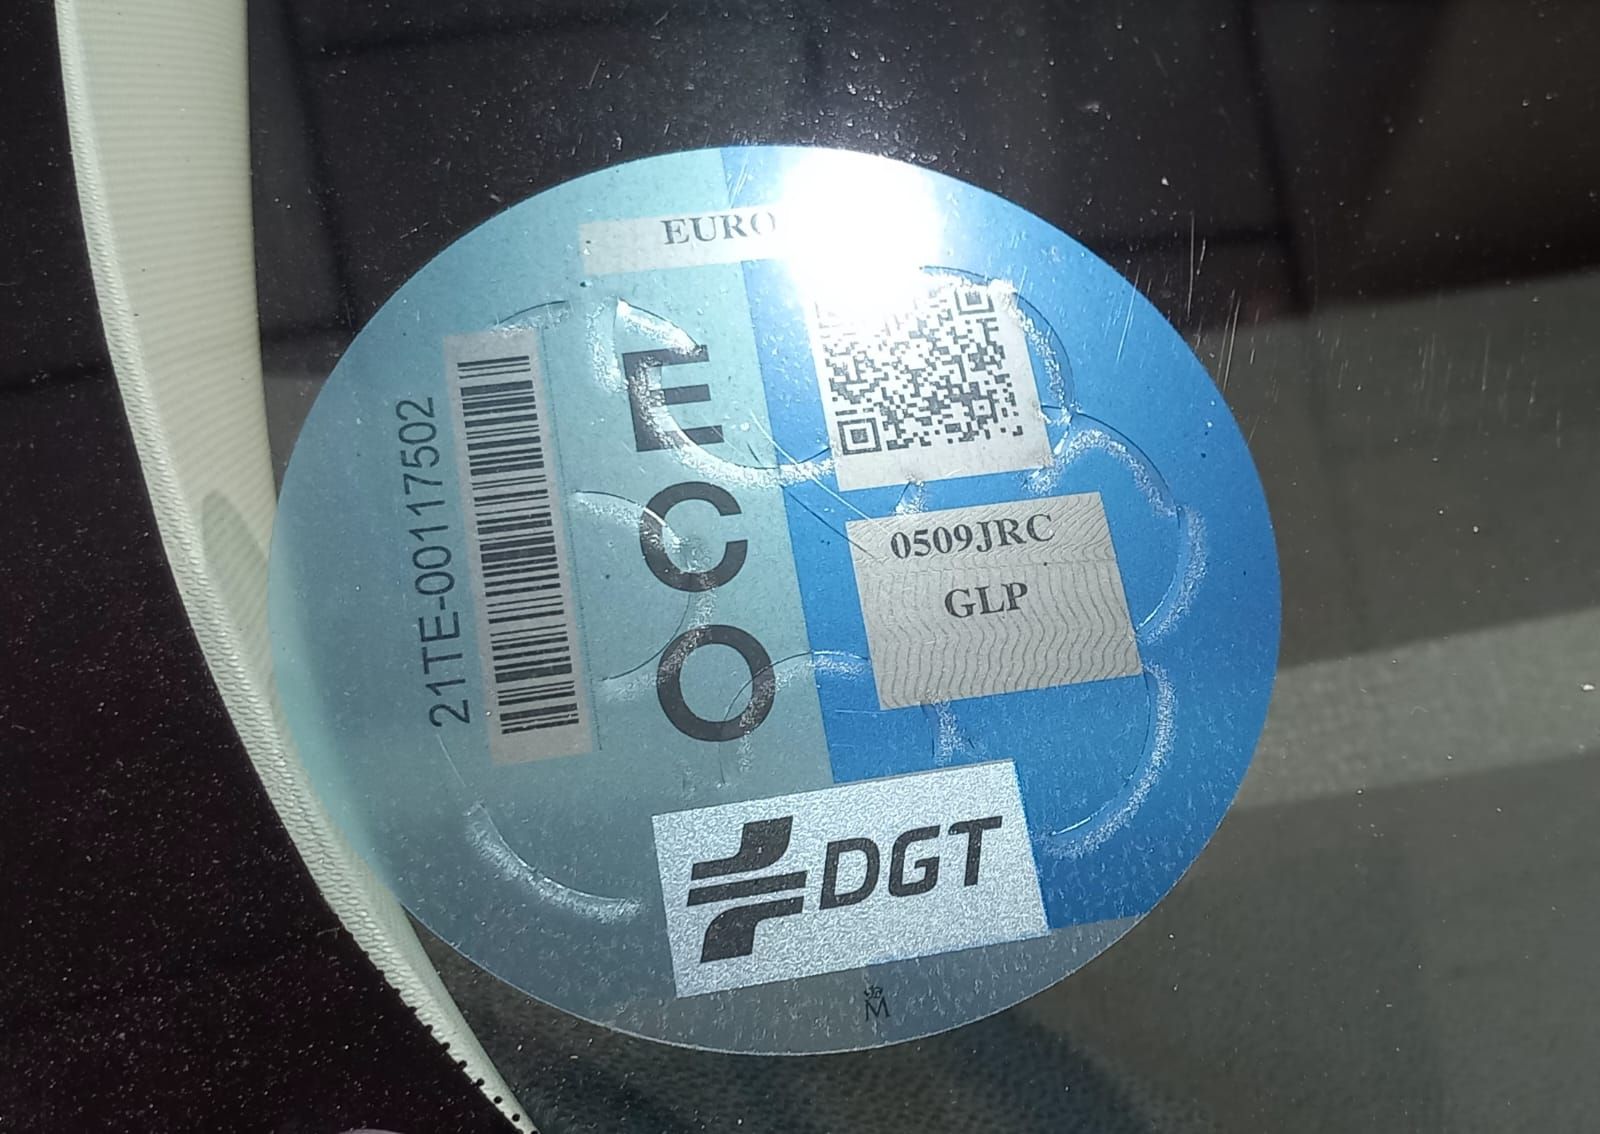 EURO
21TE-00117502
ECO
0509JRC
GLP
DGT
M